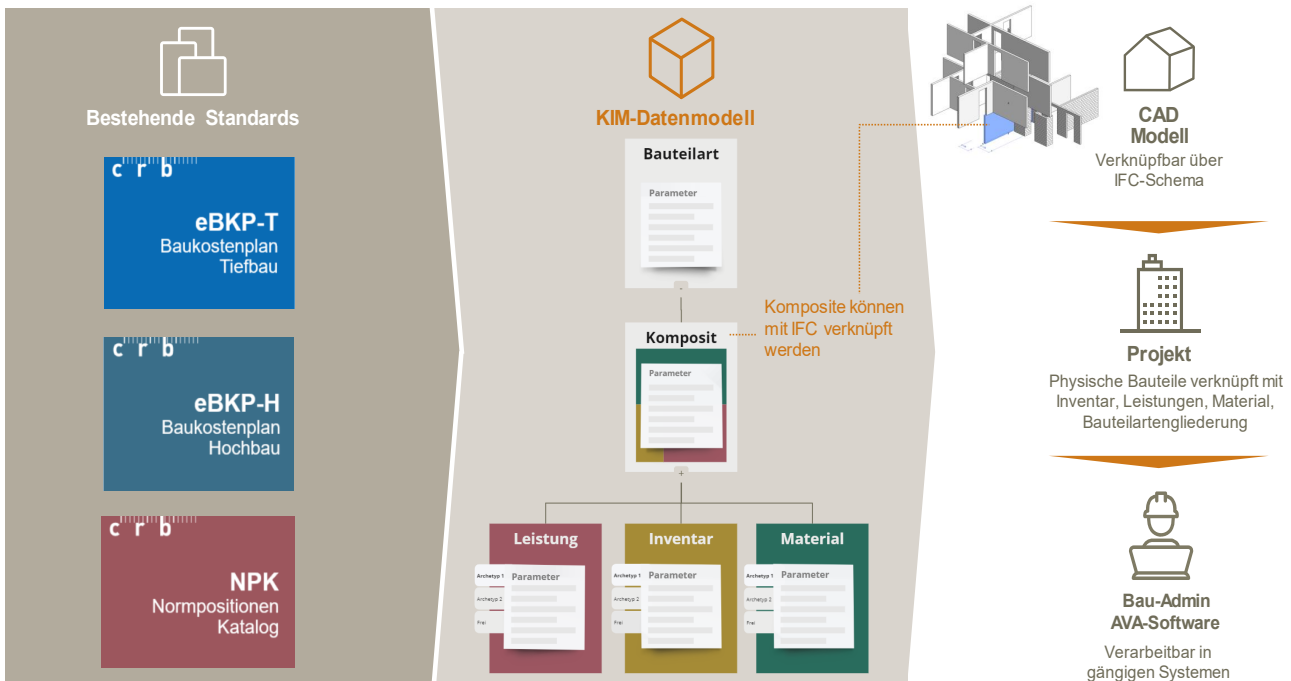 Bestehende Standards
c r b
eBKP-T
Baukostenplan
Tiefbau
c r b
eBKP-H
Baukostenplan
Hochbau
c r b
NPK
Normpositionen
Katalog
KIM-Datenmodell
Bauteilart
Parameter
Komposit
Parameter
Komposite können
mit IFC verknüpft
werden
Leistung
Archetyp 1
Archetyp 2
Frei
Parameter
Inventar
Archetyp 1
Archetyp 2
Frei
Parameter
Material
Archetyp 1
Archetyp 2
Frei
Parameter
CAD
Modell
Verknüpfbar über
IFC-Schema
Projekt
Physische Bauteile verknüpft mit
Inventar, Leistungen, Material,
Bauteilartengliederung
Bau-Admin
AVA-Software
Verarbeitbar in
gängigen Systemen